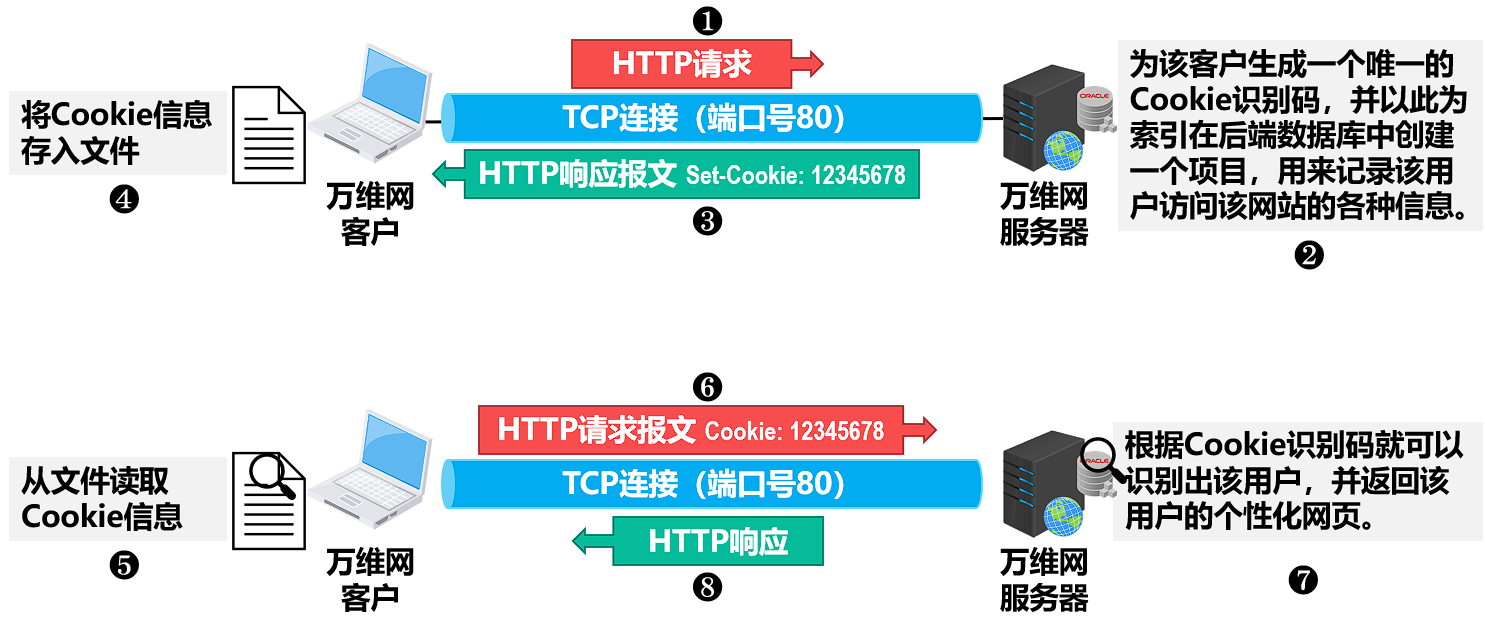 ❶
HTTP请求
将Cookie信息
存入文件
❹
TCP连接（端口号80）
HTTP响应报文 Set-Cookie: 12345678
❸
万维网
客户
ORACLE
万维网
服务器
为该客户生成一个唯一的
Cookie识别码，并以此为
索引在后端数据库中创建
一个项目，用来记录该用
户访问该网站的各种信息。
❷
❻
HTTP请求报文 Cookie: 12345678
从文件读取
Cookie信息
❺
TCP连接（端口号80）
HTTP响应
❽
万维网
客户
ORACLE
万维网
服务器
根据Cookie识别码就可以
识别出该用户，并返回该
用户的个性化网页。
❼